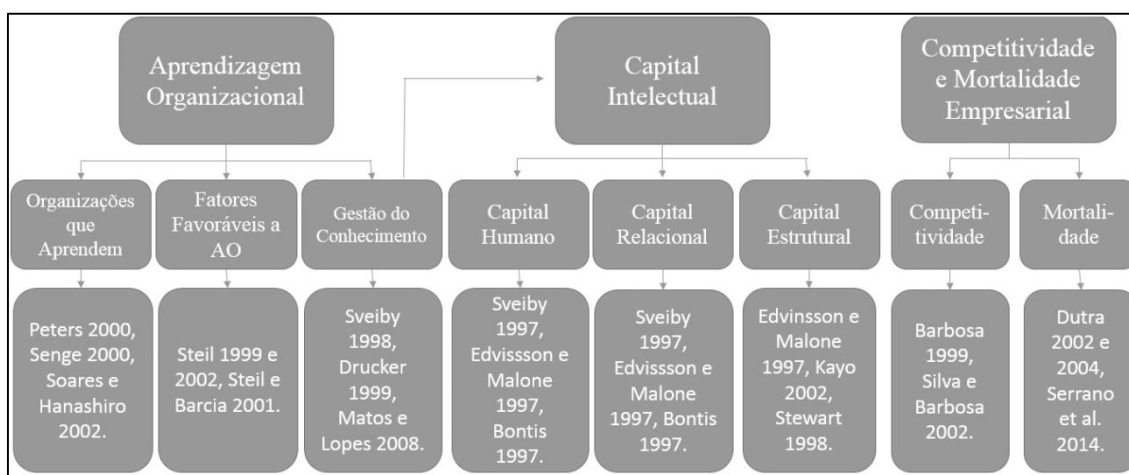 Aprendizagem
Organizacional
Capital
Intelectual
Competitividade
e Mortalidade
Empresarial
Organizações
que
Aprendem
Fatores
Favoráveis a
AO
Gestão do
Conhecimento
Capital
Humano
Capital
Relacional
Capital
Estrutural
Competi-
tividade
Mortali-
dade
Peters 2000,
Senge 2000,
Soares e
Hanashiro
2002.
Steil 1999 e
2002, Steil e
Barcia 2001.
Sveiby
1998,
Drucker
1999,
Matos e
Lopes 2008.
Sveiby
1997,
Edvissson e
Malone
1997,
Bontis
1997.
Sveiby
1997,
Edvissson e
Malone
1997, Bontis
1997.
Edvinsson e
Malone
1997, Kayo
2002,
Stewart
1998.
Barbosa
1999,
Silva e
Barbosa
2002.
Dutra
2002 e
2004,
Serrano
et al.
2014.